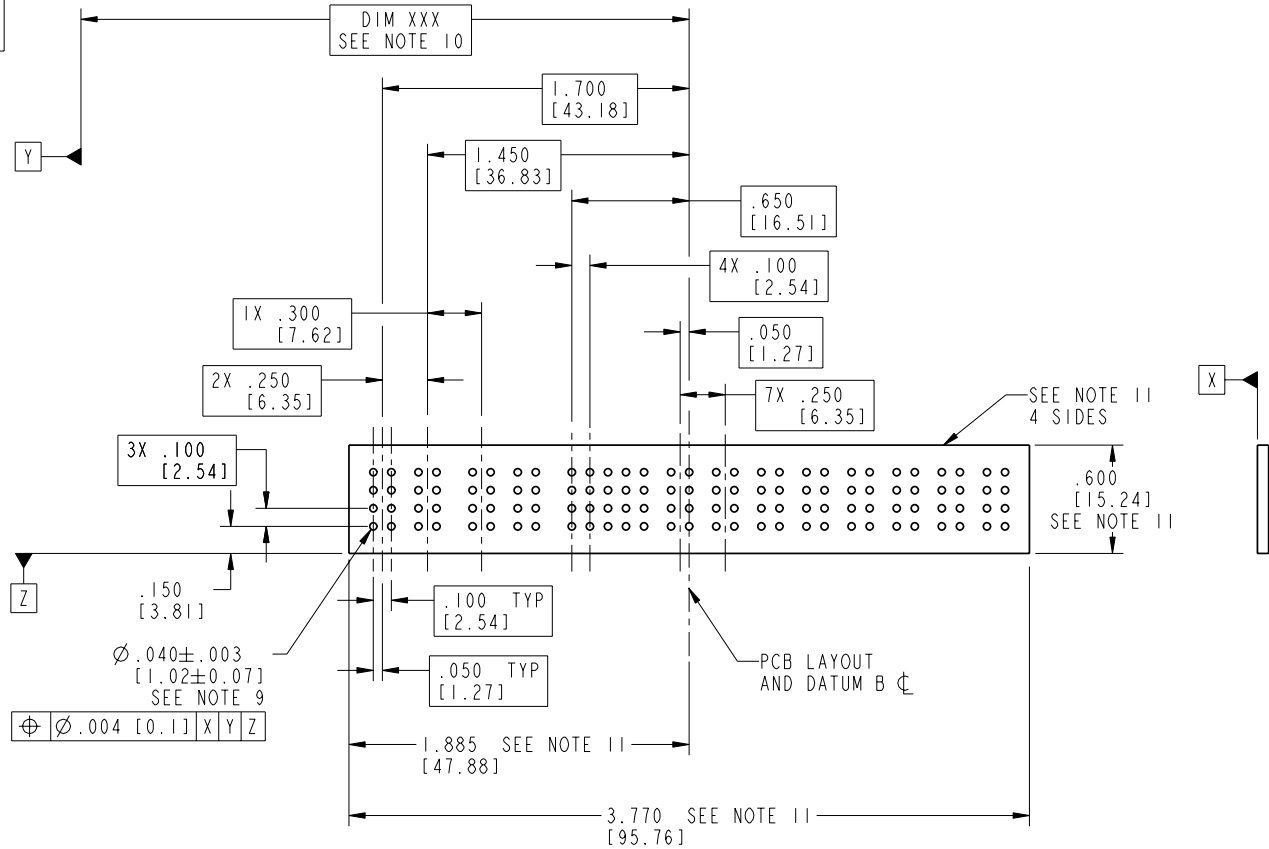 DIM XXX
SEE NOTE 10
1.700
[43.18]
Y
1.450
[36.83]
.650
[16.51]
4X .100
[2.54]
1X .300
[7.62]
.050
[1.27]
2X .250
[6.35]
7X .250
[6.35]
X
SEE NOTE 11
4 SIDES
3X .100
[2.54]
.600
[15.24]
SEE NOTE 11
Z
.150
[3.81]
.100 TYP
[2.54]
Ø.040±.003
[1.02±0.07]
SEE NOTE 9
.050 TYP
[1.27]
PCB LAYOUT
AND DATUM B ℄
⌖ Ø.004 [0.1] X Y Z
1.885 SEE NOTE 11
[47.88]
3.770 SEE NOTE 11
[95.76]